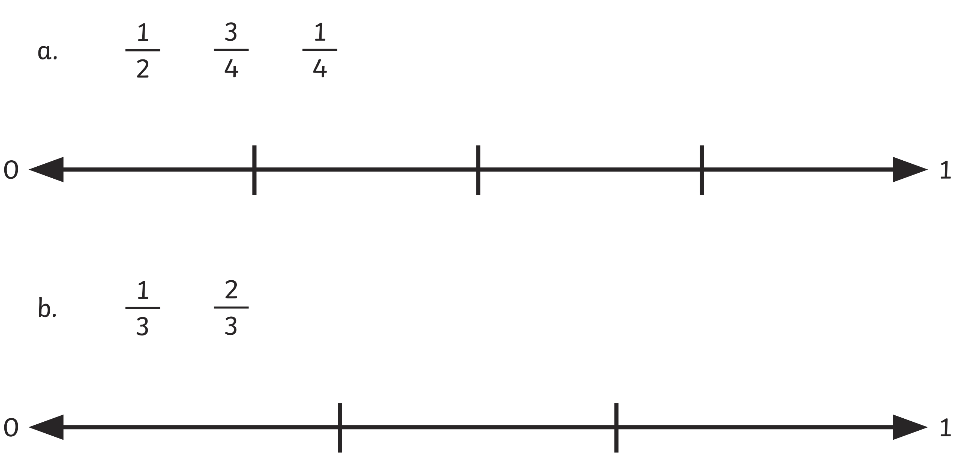 a. 1/2 3/4 1/4
0 1
b. 1/3 2/3
0 1